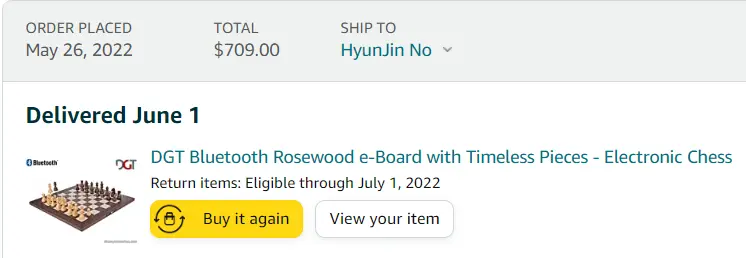 ORDER PLACED
May 26, 2022
TOTAL
$709.00
SHIP TO
HyunJin No
Delivered June 1
Bluetooth
DGT
DGT Bluetooth Rosewood e-Board with Timeless Pieces - Electronic Chess
Return items: Eligible through July 1, 2022
Buy it again
View your item